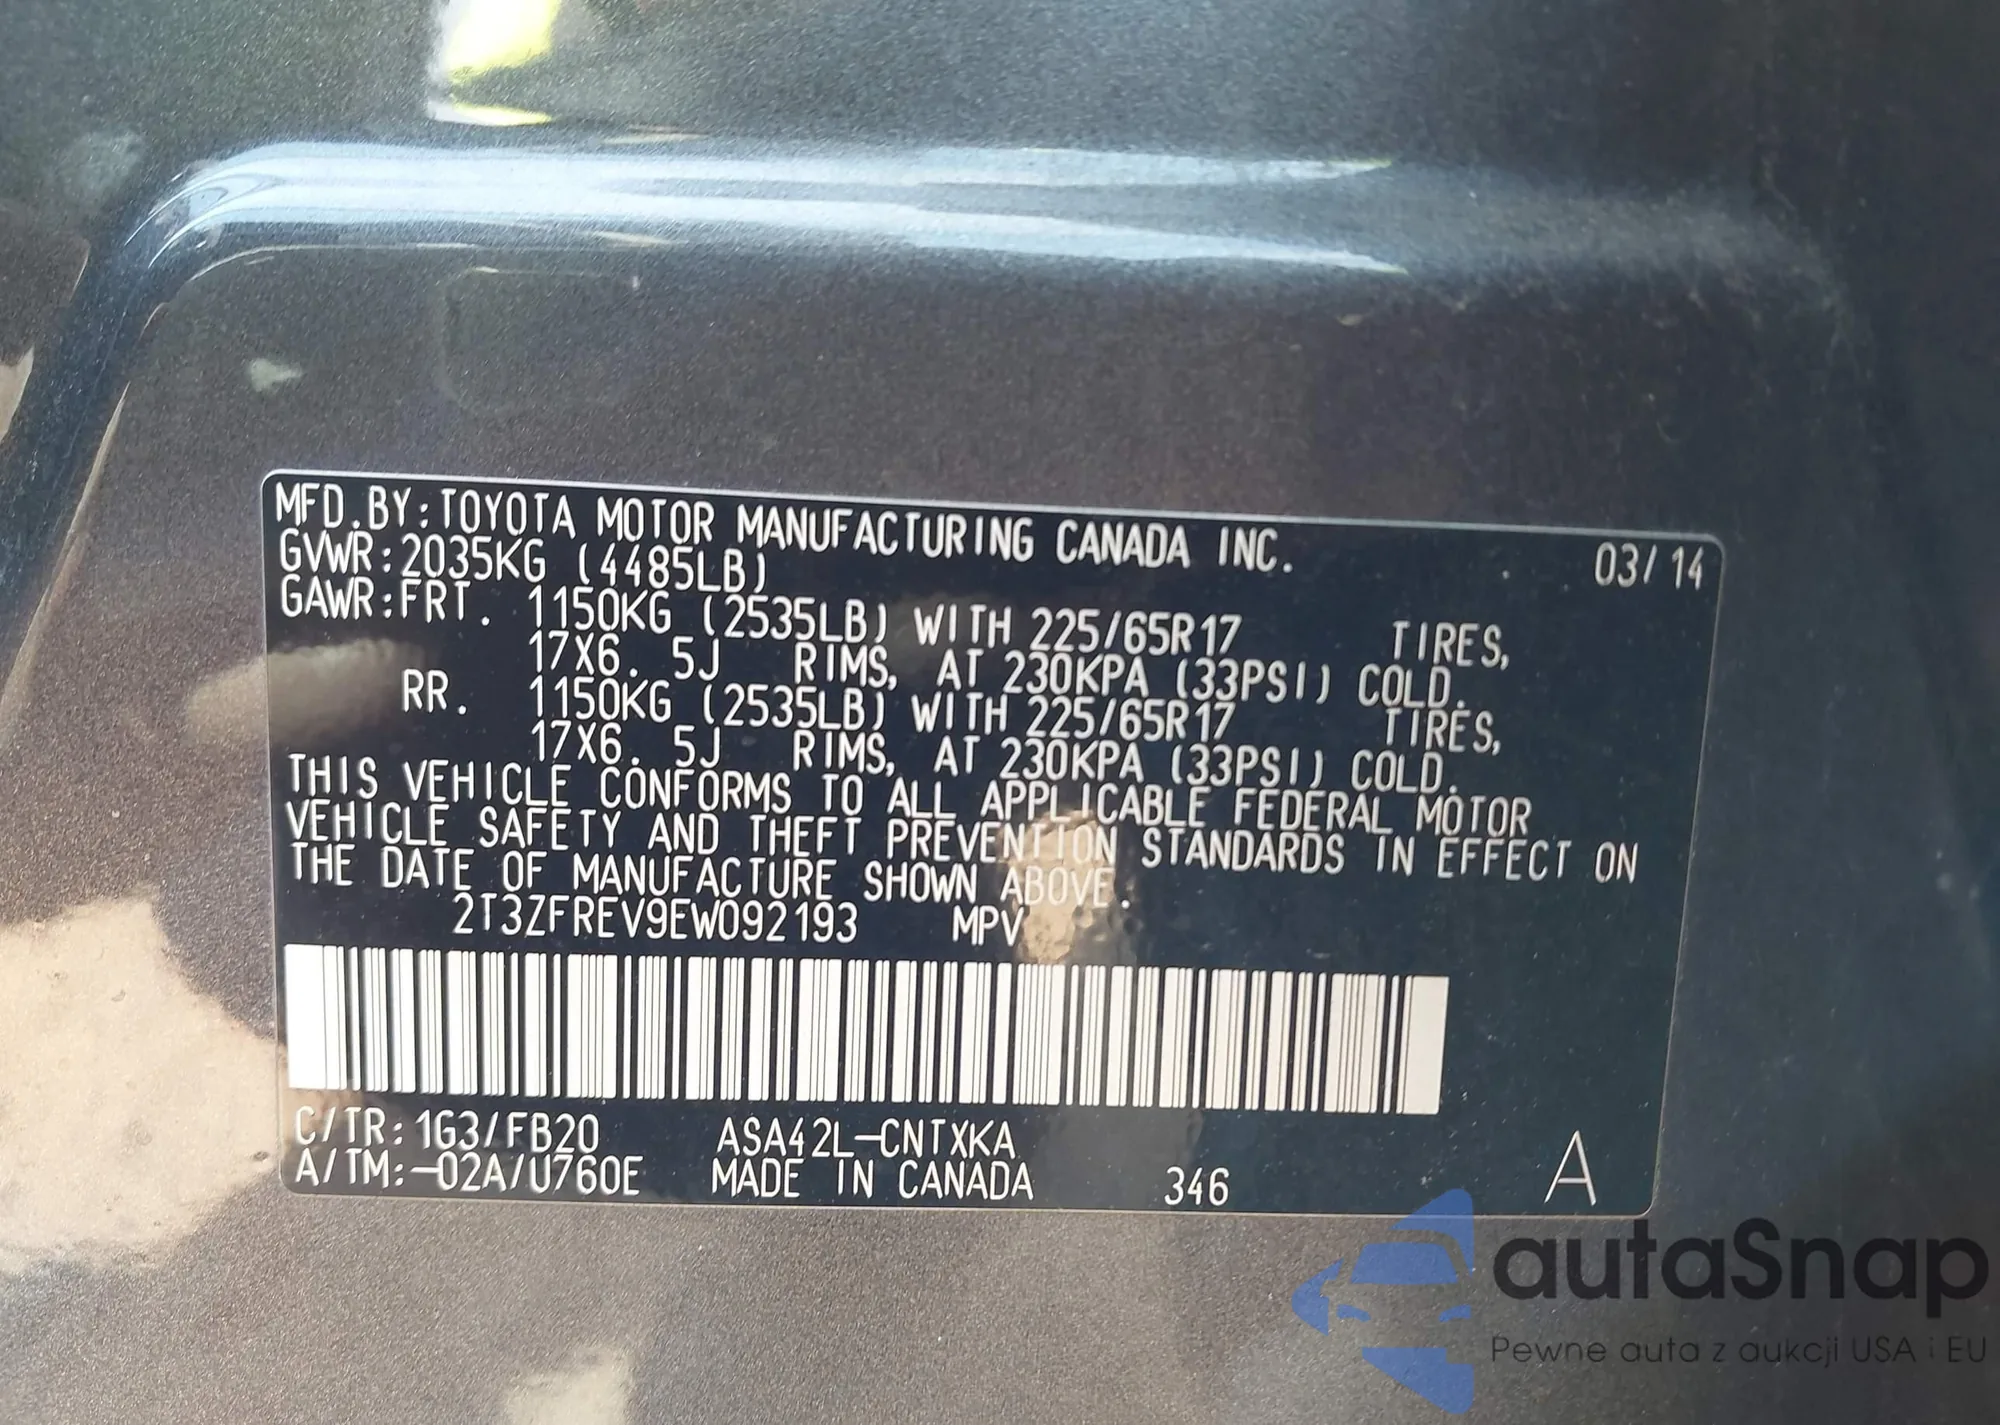 MFD.BY:TOYOTA MOTOR MANUFACTURING CANADA INC. 03/14
GVWR:2035KG (4485LB)
GAWR:FRT. 1150KG (2535LB) WITH 225/65R17 TIRES,
17X6.5J RIMS, AT 230KPA (33PSI) COLD.
RR. 1150KG (2535LB) WITH 225/65R17 TIRES,
17X6.5J RIMS, AT 230KPA (33PSI) COLD.
THIS VEHICLE CONFORMS TO ALL APPLICABLE FEDERAL MOTOR
VEHICLE SAFETY AND THEFT PREVENTION STANDARDS IN EFFECT ON
THE DATE OF MANUFACTURE SHOWN ABOVE.
2T3ZFREV9EW092193 MPV
C/TR:1G3/FB20 ASA42L-CNTXKA
A/TM:-02A/U760E MADE IN CANADA 346 A
autaSnap
Pewne auta z aukcji USA i EU